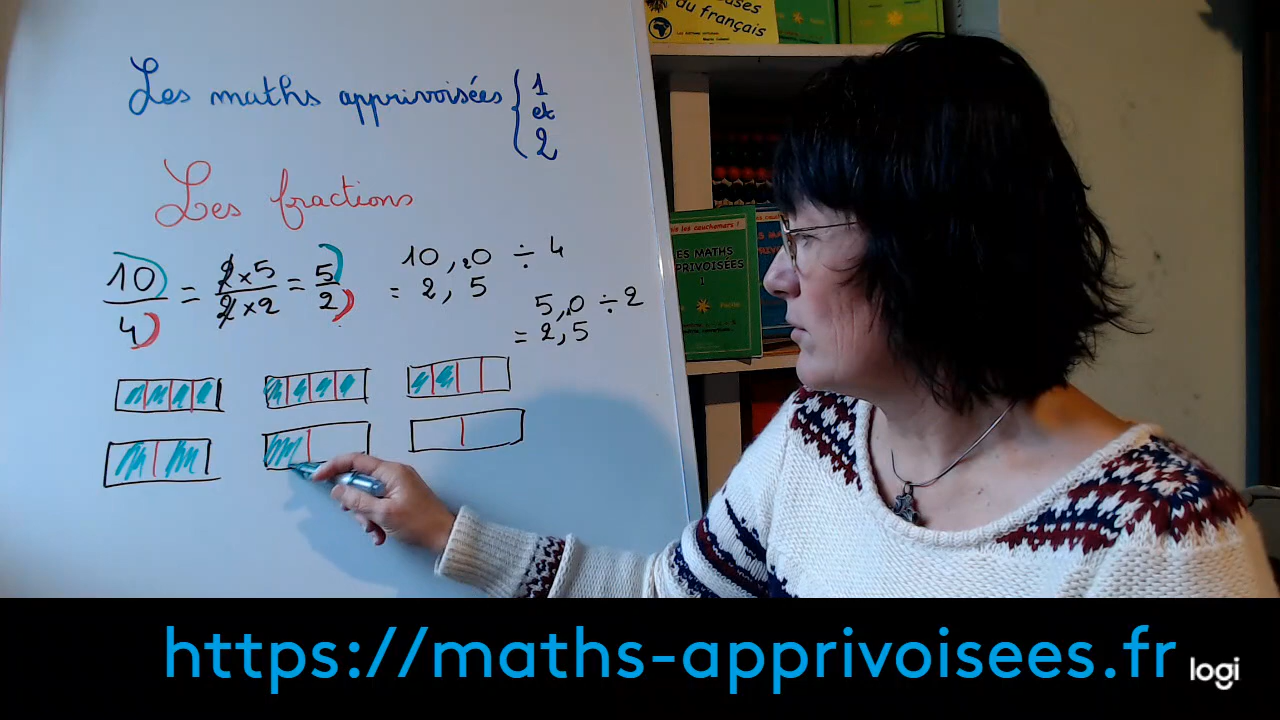 Les maths apprivoisées { 1
et
2
Les fractions
10/4 = 2×5/2×2 = 5/2
10,0 ÷ 4
= 2,5
5,0 ÷ 2
= 2,5
du français
LES MATHS
APPRIVOISÉES
1
https://maths-apprivoisees.fr
logi